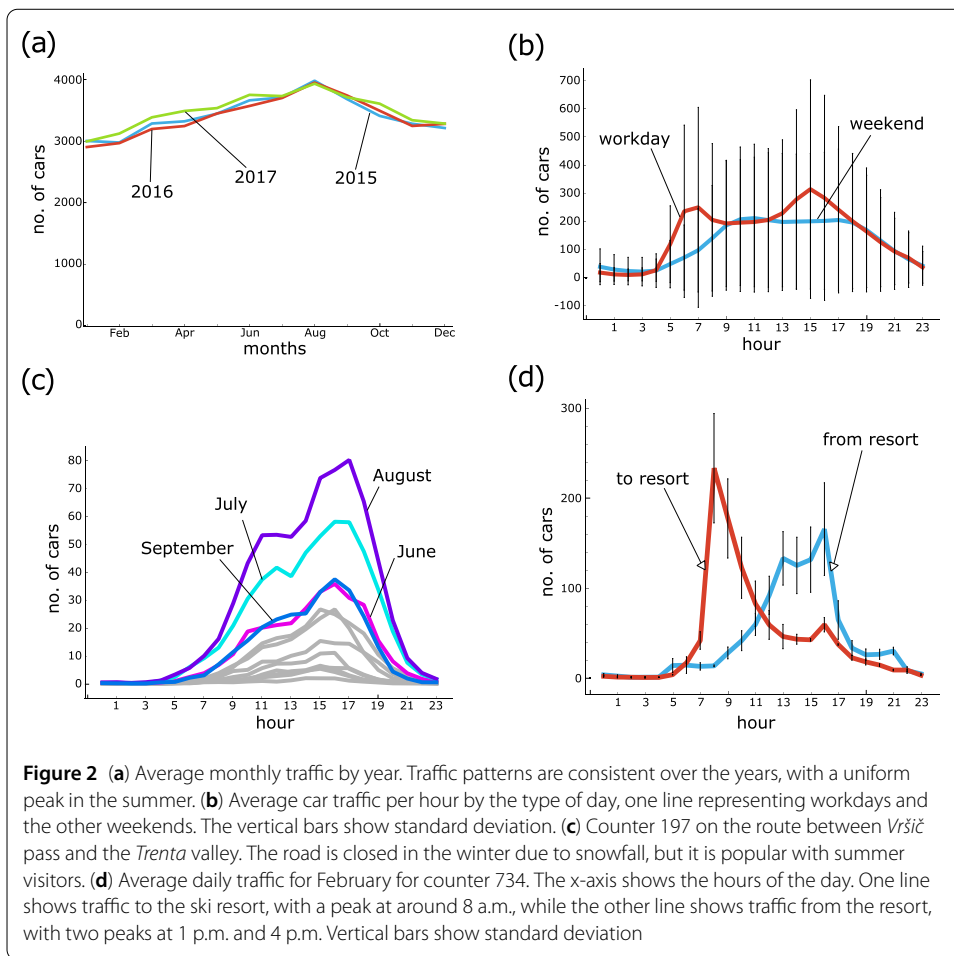 (a)
no. of cars
4000
3000
2000
1000
0
2016
2017
2015
Feb
Apr
Jun
Aug
Oct
Dec
months
(b)
no. of cars
700
600
500
400
300
200
100
0
-100
workday
weekend
1 3 5 7 9 11 13 15 17 19 21 23
hour
(c)
no. of cars
80
70
60
50
40
30
20
10
0
August
July
September
June
1 3 5 7 9 11 13 15 17 19 21 23
hour
(d)
no. of cars
300
200
100
0
to resort
from resort
1 3 5 7 9 11 13 15 17 19 21 23
hour
Figure 2 (a) Average monthly traffic by year. Traffic patterns are consistent over the years, with a uniform
peak in the summer. (b) Average car traffic per hour by the type of day, one line representing workdays and
the other weekends. The vertical bars show standard deviation. (c) Counter 197 on the route between Vršič
pass and the Trenta valley. The road is closed in the winter due to snowfall, but it is popular with summer
visitors. (d) Average daily traffic for February for counter 734. The x-axis shows the hours of the day. One line
shows traffic to the ski resort, with a peak at around 8 a.m., while the other line shows traffic from the resort,
with two peaks at 1 p.m. and 4 p.m. Vertical bars show standard deviation